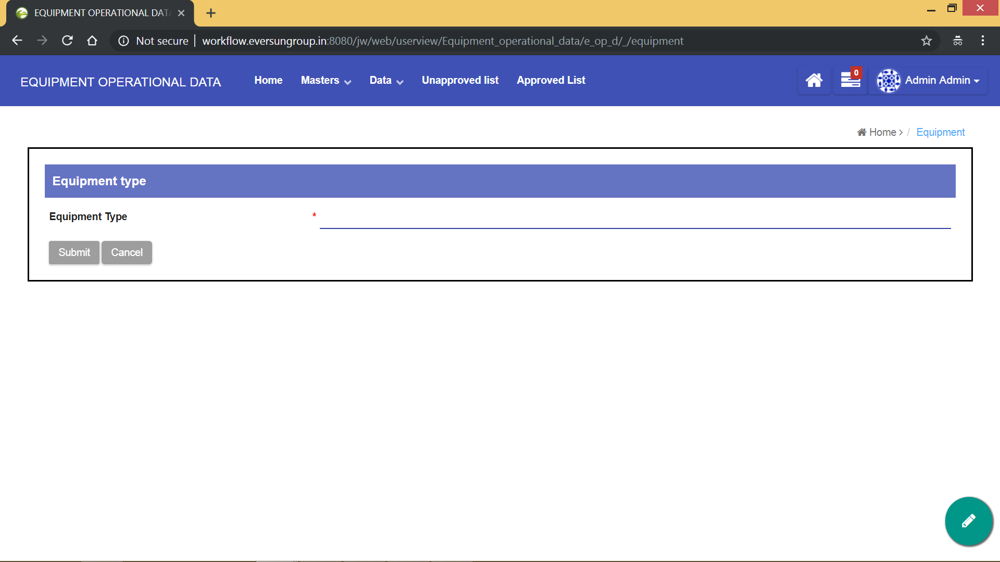 EQUIPMENT OPERATIONAL DAT
Not secure
workflow.eversungroup.in:8080/jw/web/userview/Equipment_operational_data/e_op_d/_/equipment
EQUIPMENT OPERATIONAL DATA
Home
Masters
Data
Unapproved list
Approved List
0
Admin Admin
Home > / Equipment
Equipment type
Equipment Type *
Submit
Cancel